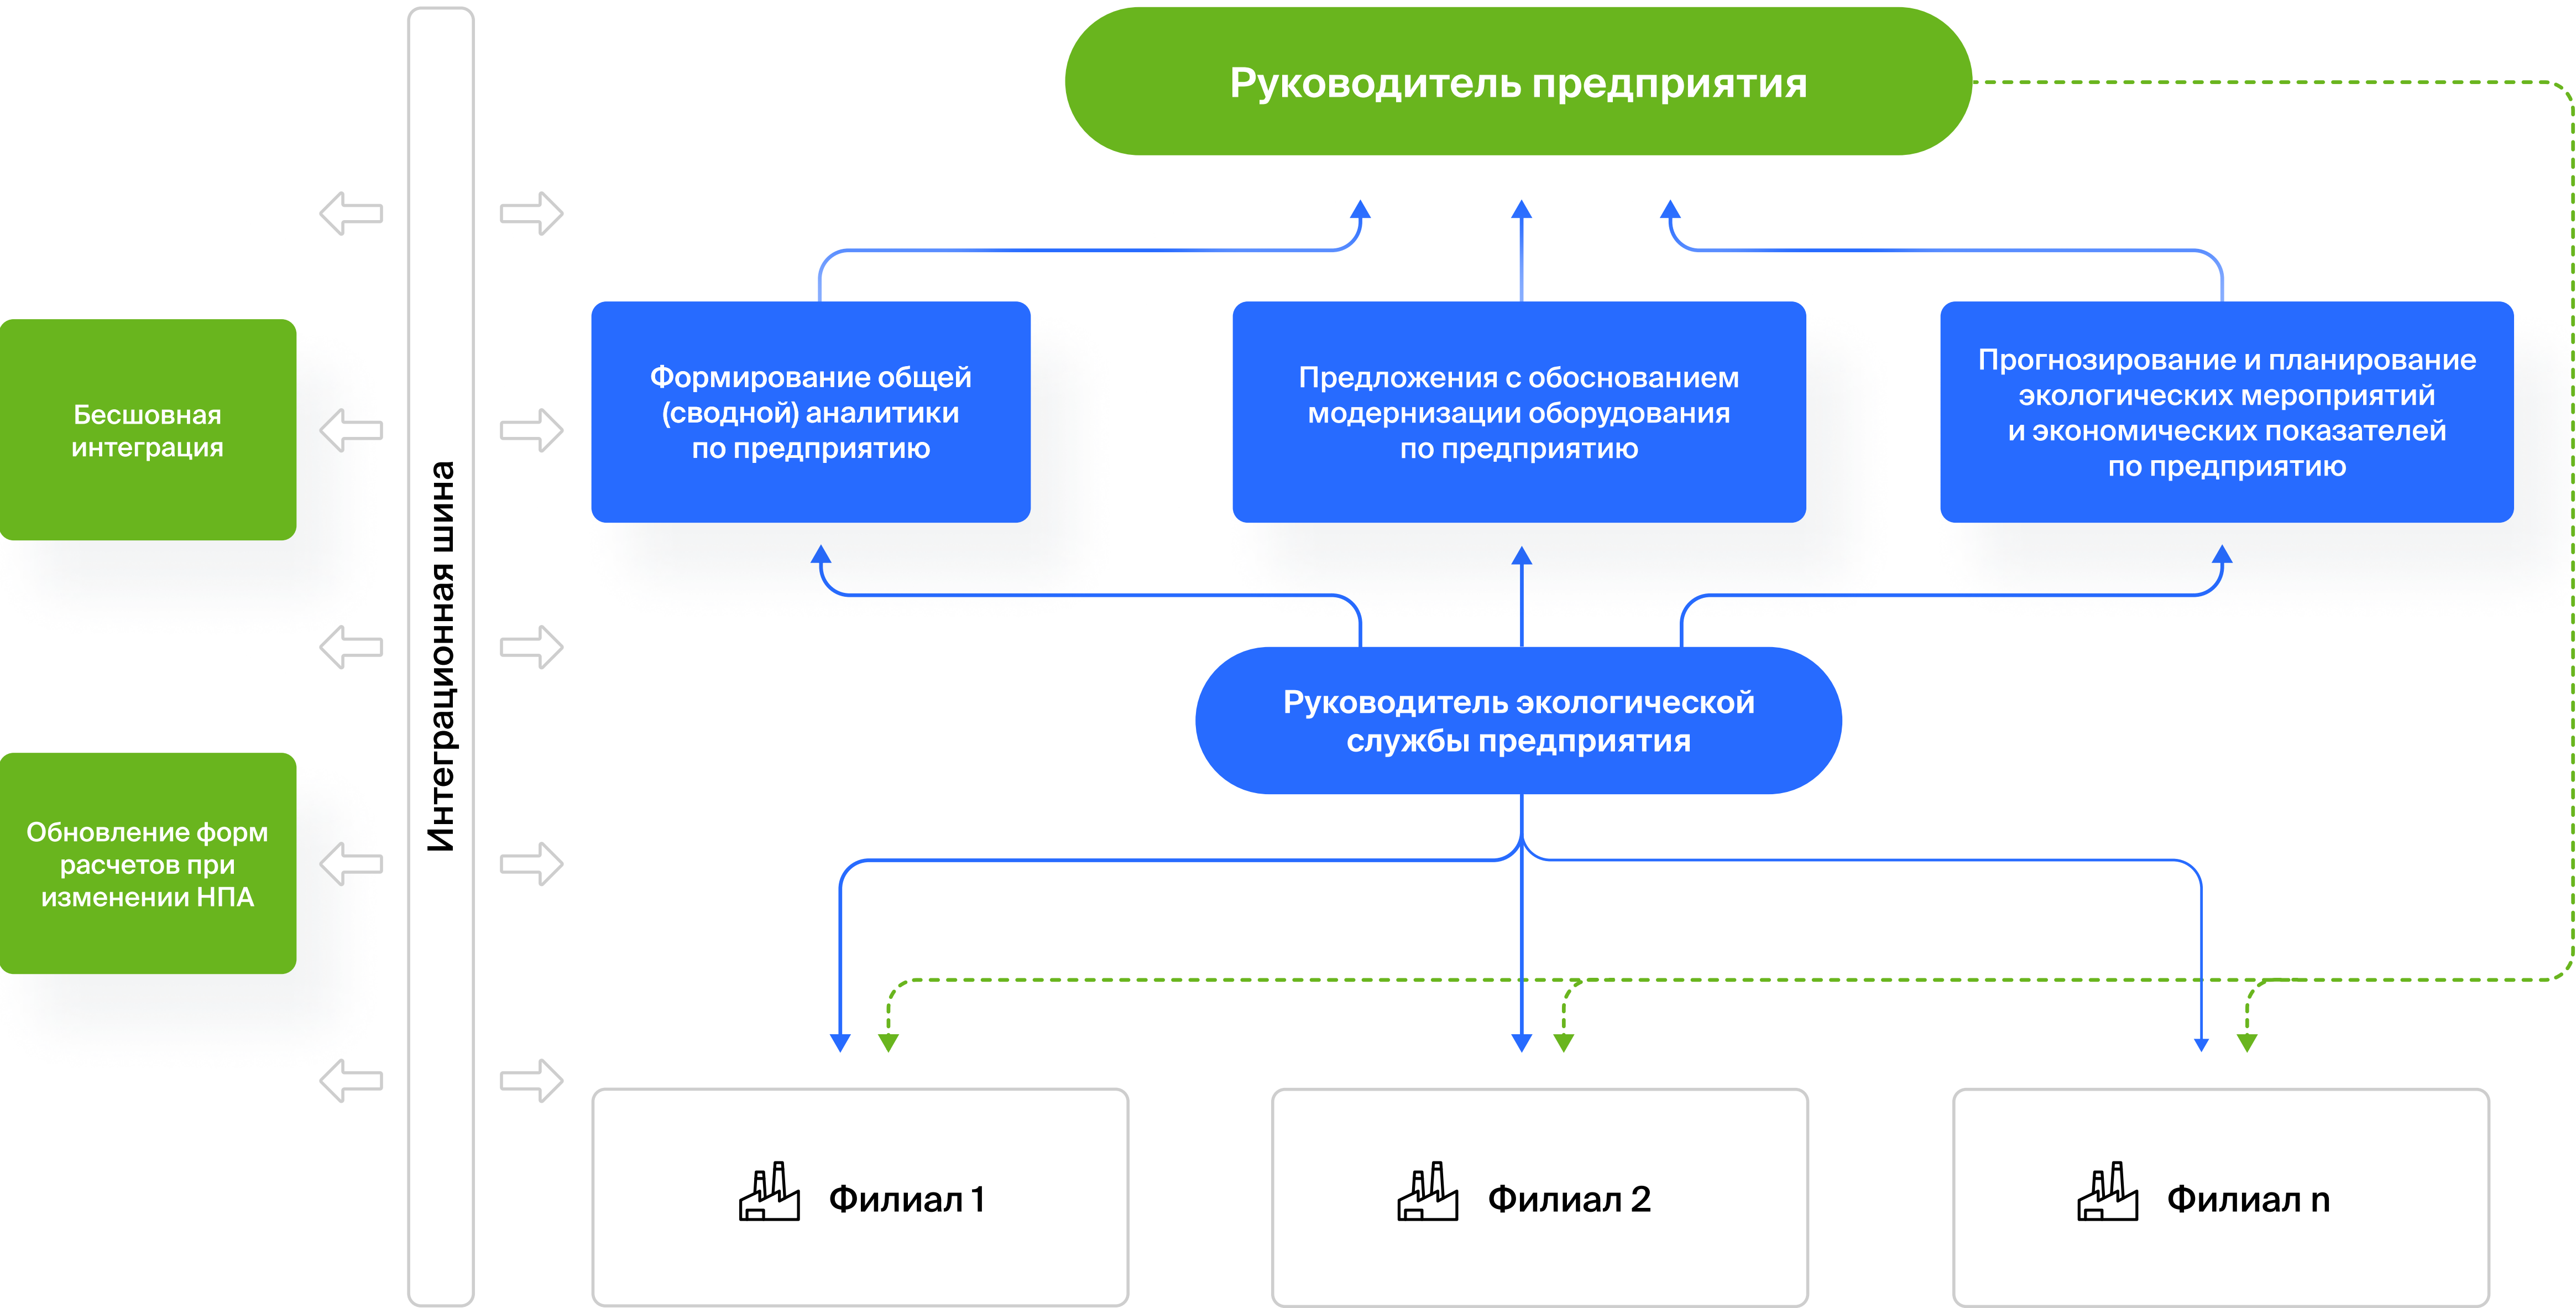 Руководитель предприятия
Бесшовная
интеграция
Обновление форм
расчетов при
изменении НПА
Интеграционная шина
Формирование общей
(сводной) аналитики
по предприятию
Предложения с обоснованием
модернизации оборудования
по предприятию
Прогнозирование и планирование
экологических мероприятий
и экономических показателей
по предприятию
Руководитель экологической
службы предприятия
Филиал 1
Филиал 2
Филиал n